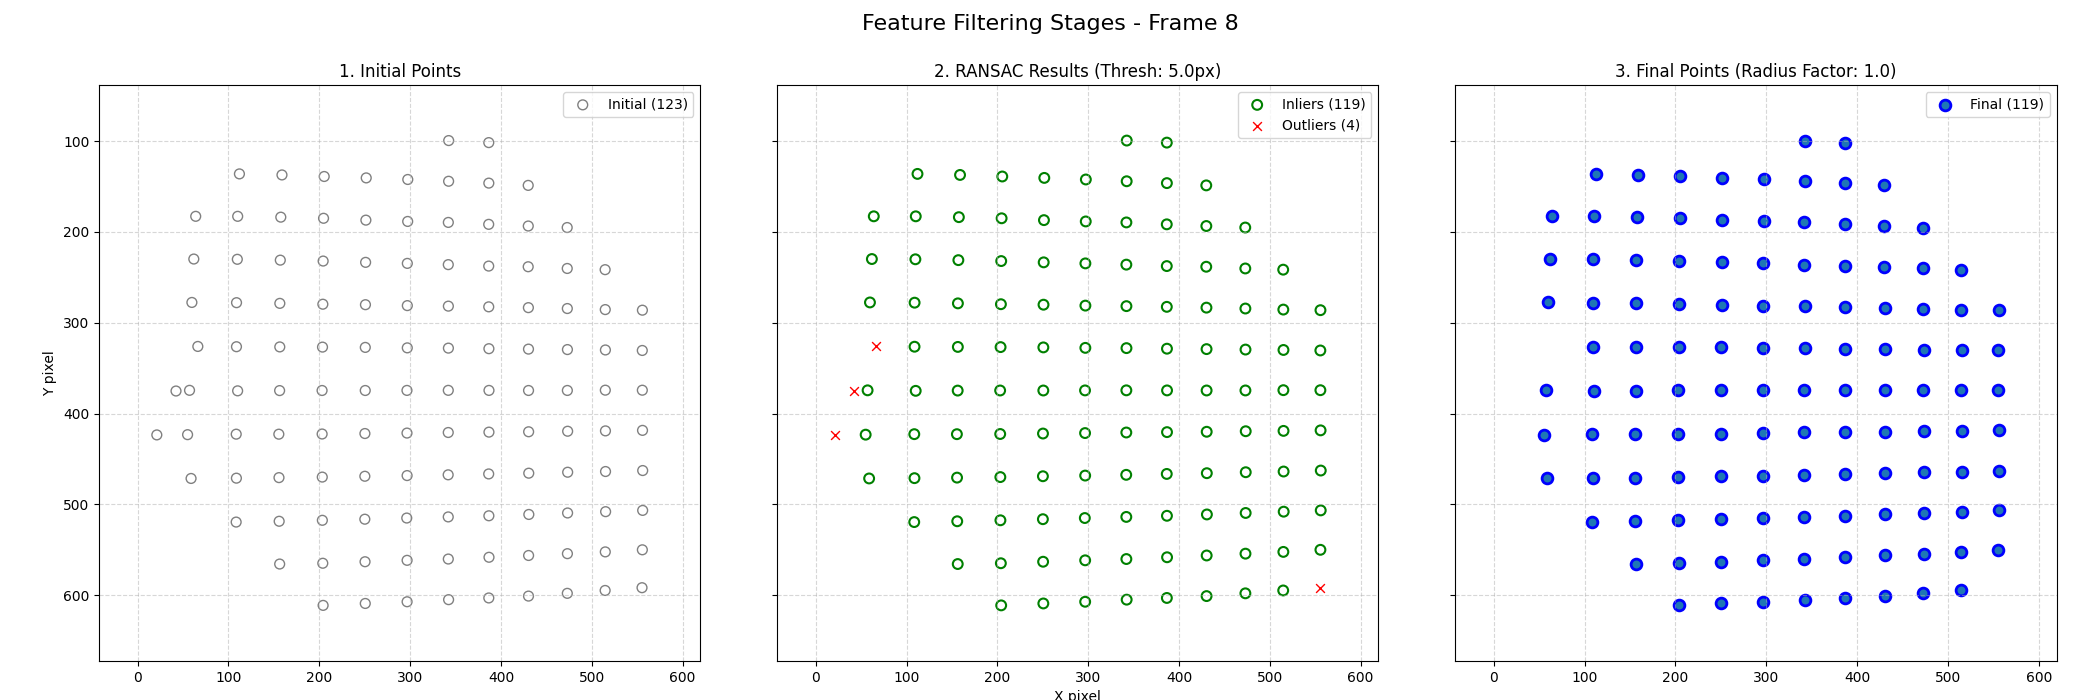 Feature Filtering Stages - Frame 8
1. Initial Points
Initial (123)
100
200
300
400
500
600
Y pixel
0 100 200 300 400 500 600
2. RANSAC Results (Thresh: 5.0px)
Inliers (119)
Outliers (4)
0 100 200 300 400 500 600
X pixel
3. Final Points (Radius Factor: 1.0)
Final (119)
0 100 200 300 400 500 600